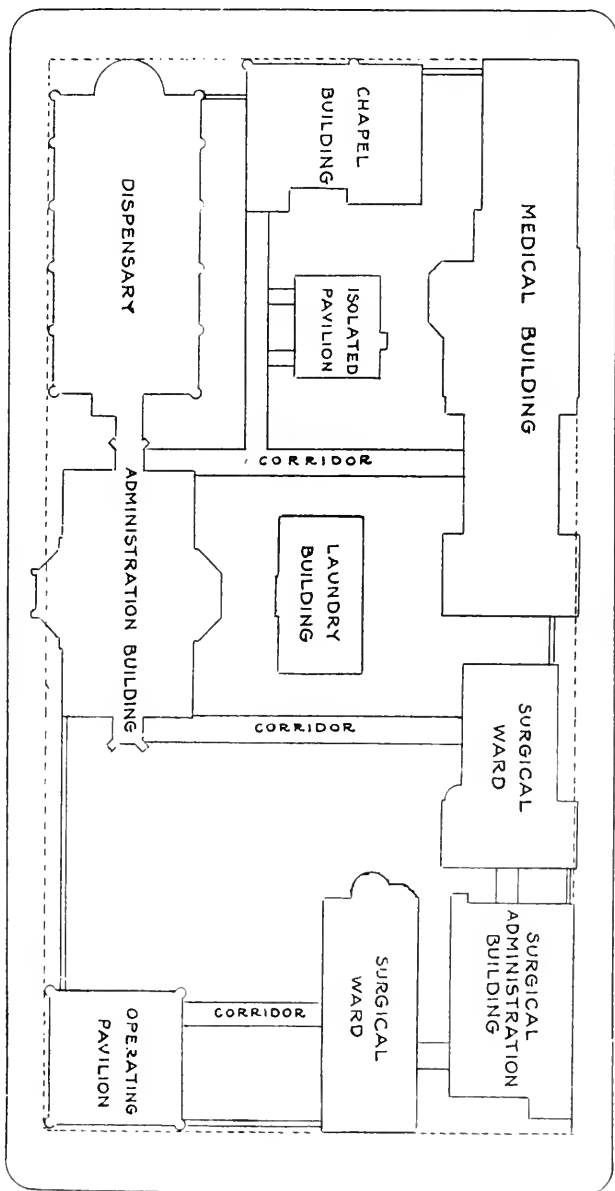 DISPENSARY
CHAPEL
BUILDING
MEDICAL BUILDING
ISOLATED
PAVILION
CORRIDOR
ADMINISTRATION BUILDING
LAUNDRY
BUILDING
CORRIDOR
SURGICAL
WARD
SURGICAL
ADMINISTRATION
BUILDING
SURGICAL
WARD
CORRIDOR
OPERATING
PAVILION